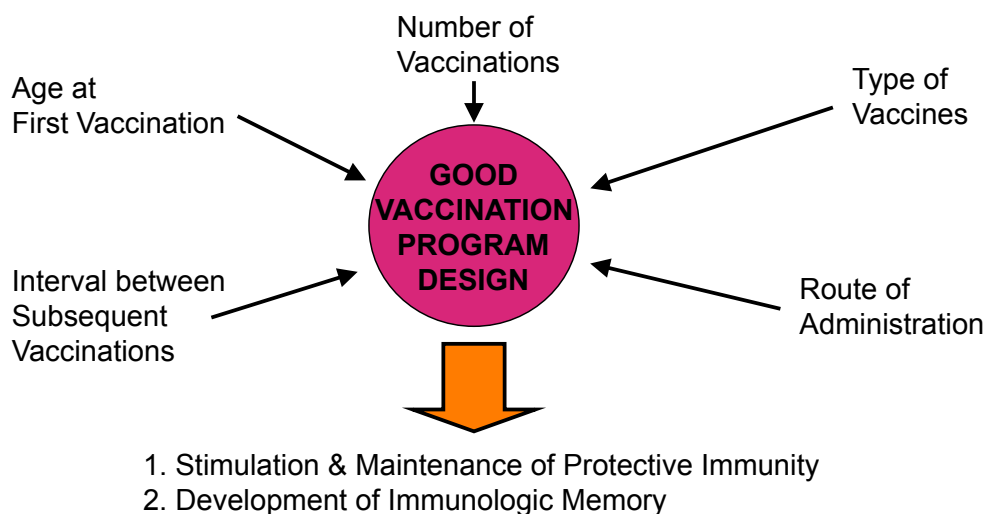 Number of
Vaccinations
Age at
First Vaccination
Type of
Vaccines
GOOD
VACCINATION
PROGRAM
DESIGN
Interval between
Subsequent
Vaccinations
Route of
Administration
1. Stimulation & Maintenance of Protective Immunity
2. Development of Immunologic Memory